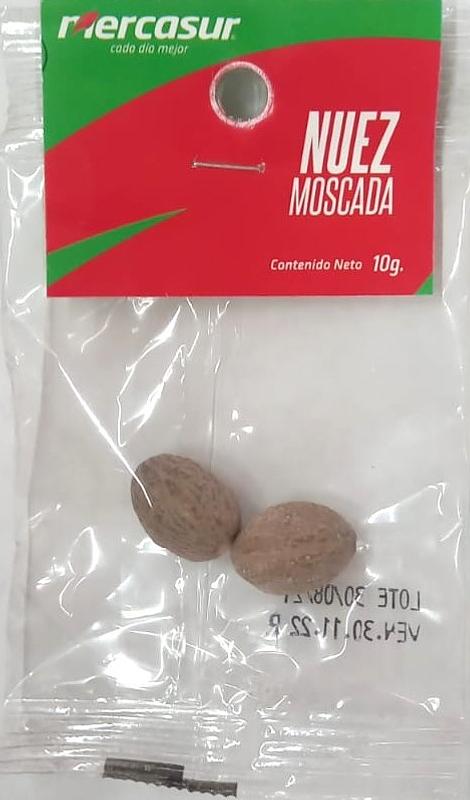 mercasur
cada día mejor
NUEZ
MOSCADA
Contenido Neto 10g.
LOTE 30/08/21
VEN.30.11.22 R